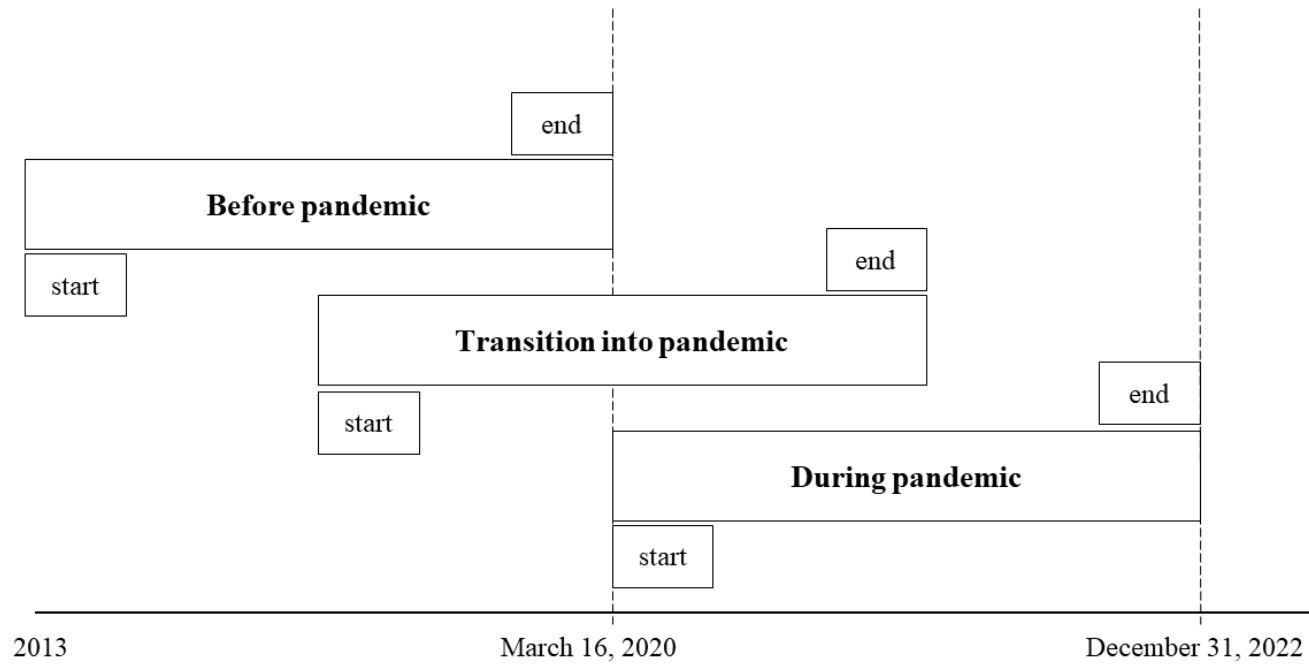 end
Before pandemic
start
end
Transition into pandemic
start
end
During pandemic
start
2013
March 16, 2020
December 31, 2022